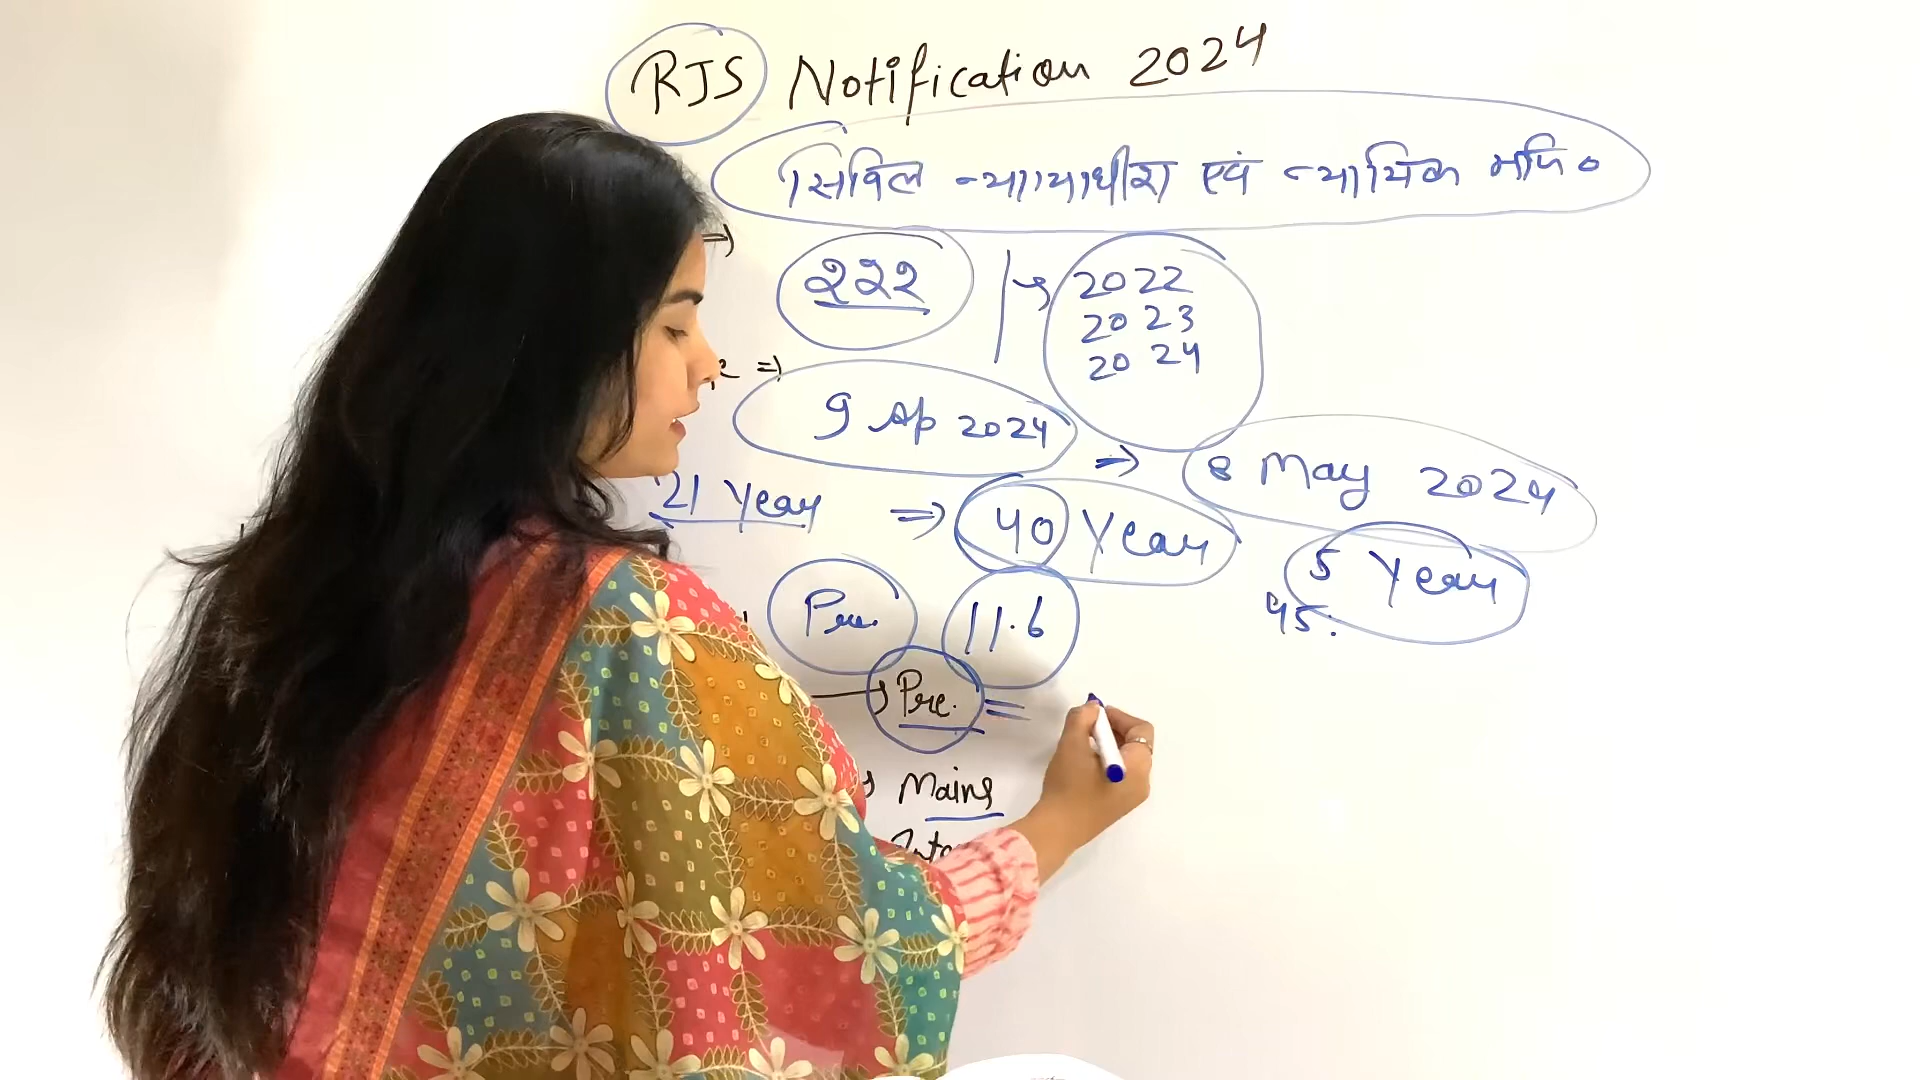 RJS Notification 2024
सिविल न्यायाधीश एवं न्यायिक मजि०
⇒ 222 → 2022
2023
2024
⇒ 9 Ap 2024 ⇒ 8 May 2024
21 Year ⇒ 40 Year 5 Year
45.
Pre. 11.6
→ Pre. =
Mains